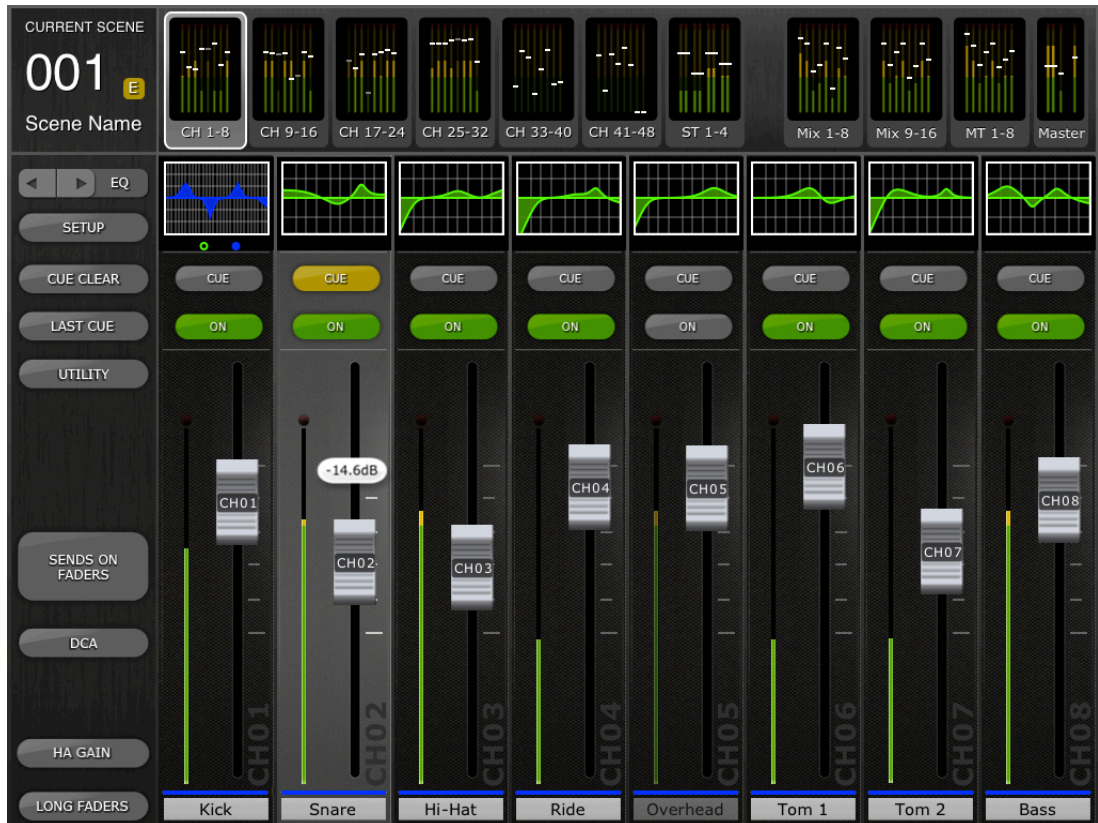 CURRENT SCENE
001 E
Scene Name
CH 1-8 CH 9-16 CH 17-24 CH 25-32 CH 33-40 CH 41-48 ST 1-4 Mix 1-8 Mix 9-16 MT 1-8 Master
EQ
SETUP
CUE CLEAR
LAST CUE
UTILITY
SENDS ON
FADERS
DCA
HA GAIN
LONG FADERS
CUE CUE CUE CUE CUE CUE CUE CUE
ON ON ON ON ON ON ON ON
-14.6dB
CH01 CH02 CH03 CH04 CH05 CH06 CH07 CH08
CH01 CH02 CH03 CH04 CH05 CH06 CH07 CH08
Kick Snare Hi-Hat Ride Overhead Tom 1 Tom 2 Bass